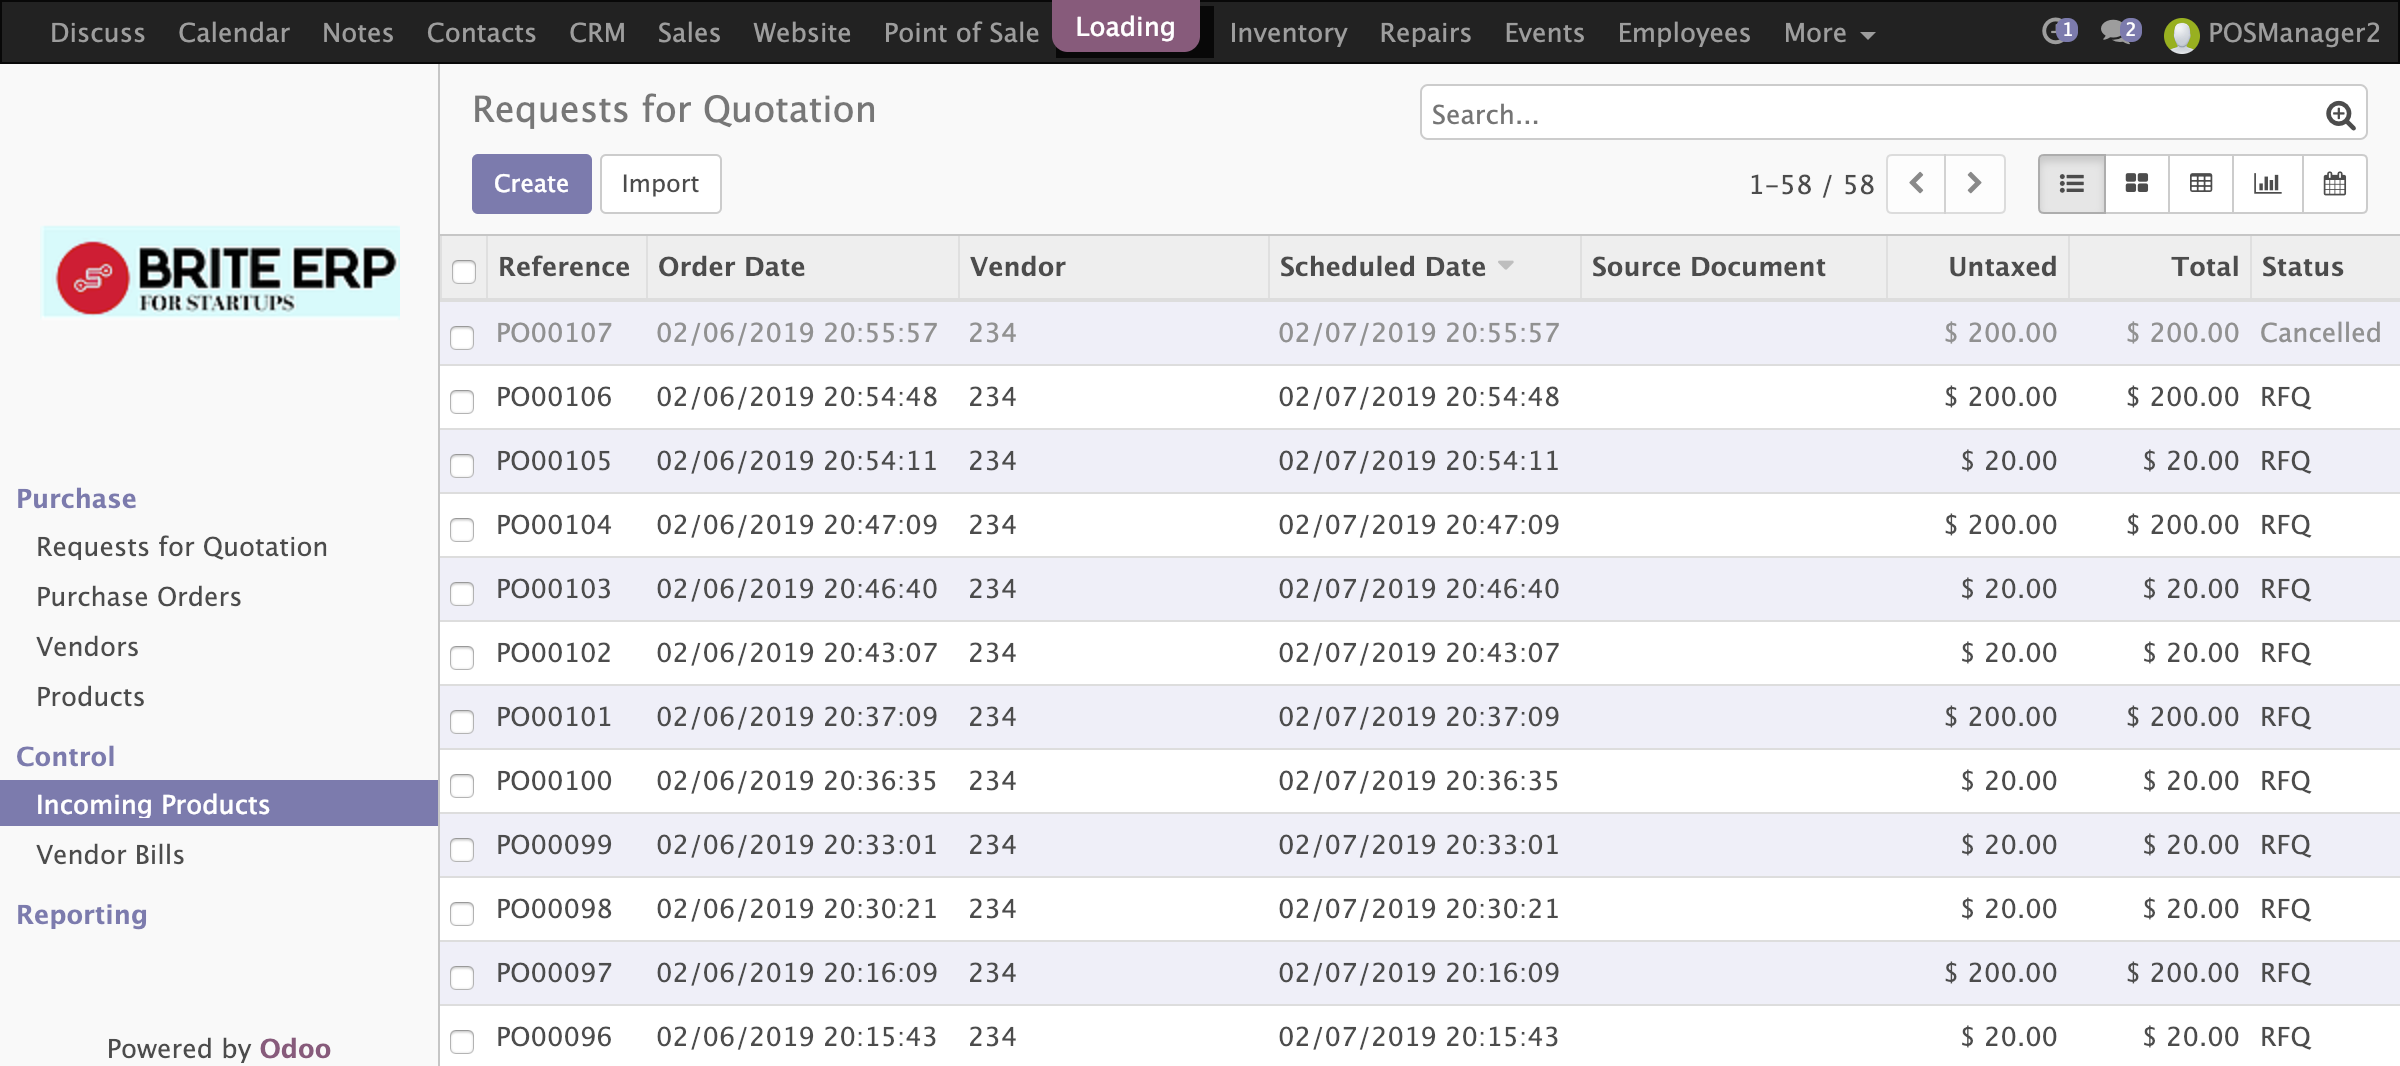 Discuss Calendar Notes Contacts CRM Sales Website Point of Sale Loading Inventory Repairs Events Employees More 1 2 POSManager2
BRITE ERP
FOR STARTUPS
Purchase
Requests for Quotation
Purchase Orders
Vendors
Products
Control
Incoming Products
Vendor Bills
Reporting
Powered by Odoo
Requests for Quotation
Search...
Create Import 1-58 / 58
Reference Order Date Vendor Scheduled Date Source Document Untaxed Total Status
PO00107 02/06/2019 20:55:57 234 02/07/2019 20:55:57 $ 200.00 $ 200.00 Cancelled
PO00106 02/06/2019 20:54:48 234 02/07/2019 20:54:48 $ 200.00 $ 200.00 RFQ
PO00105 02/06/2019 20:54:11 234 02/07/2019 20:54:11 $ 20.00 $ 20.00 RFQ
PO00104 02/06/2019 20:47:09 234 02/07/2019 20:47:09 $ 200.00 $ 200.00 RFQ
PO00103 02/06/2019 20:46:40 234 02/07/2019 20:46:40 $ 20.00 $ 20.00 RFQ
PO00102 02/06/2019 20:43:07 234 02/07/2019 20:43:07 $ 20.00 $ 20.00 RFQ
PO00101 02/06/2019 20:37:09 234 02/07/2019 20:37:09 $ 200.00 $ 200.00 RFQ
PO00100 02/06/2019 20:36:35 234 02/07/2019 20:36:35 $ 20.00 $ 20.00 RFQ
PO00099 02/06/2019 20:33:01 234 02/07/2019 20:33:01 $ 20.00 $ 20.00 RFQ
PO00098 02/06/2019 20:30:21 234 02/07/2019 20:30:21 $ 20.00 $ 20.00 RFQ
PO00097 02/06/2019 20:16:09 234 02/07/2019 20:16:09 $ 200.00 $ 200.00 RFQ
PO00096 02/06/2019 20:15:43 234 02/07/2019 20:15:43 $ 20.00 $ 20.00 RFQ